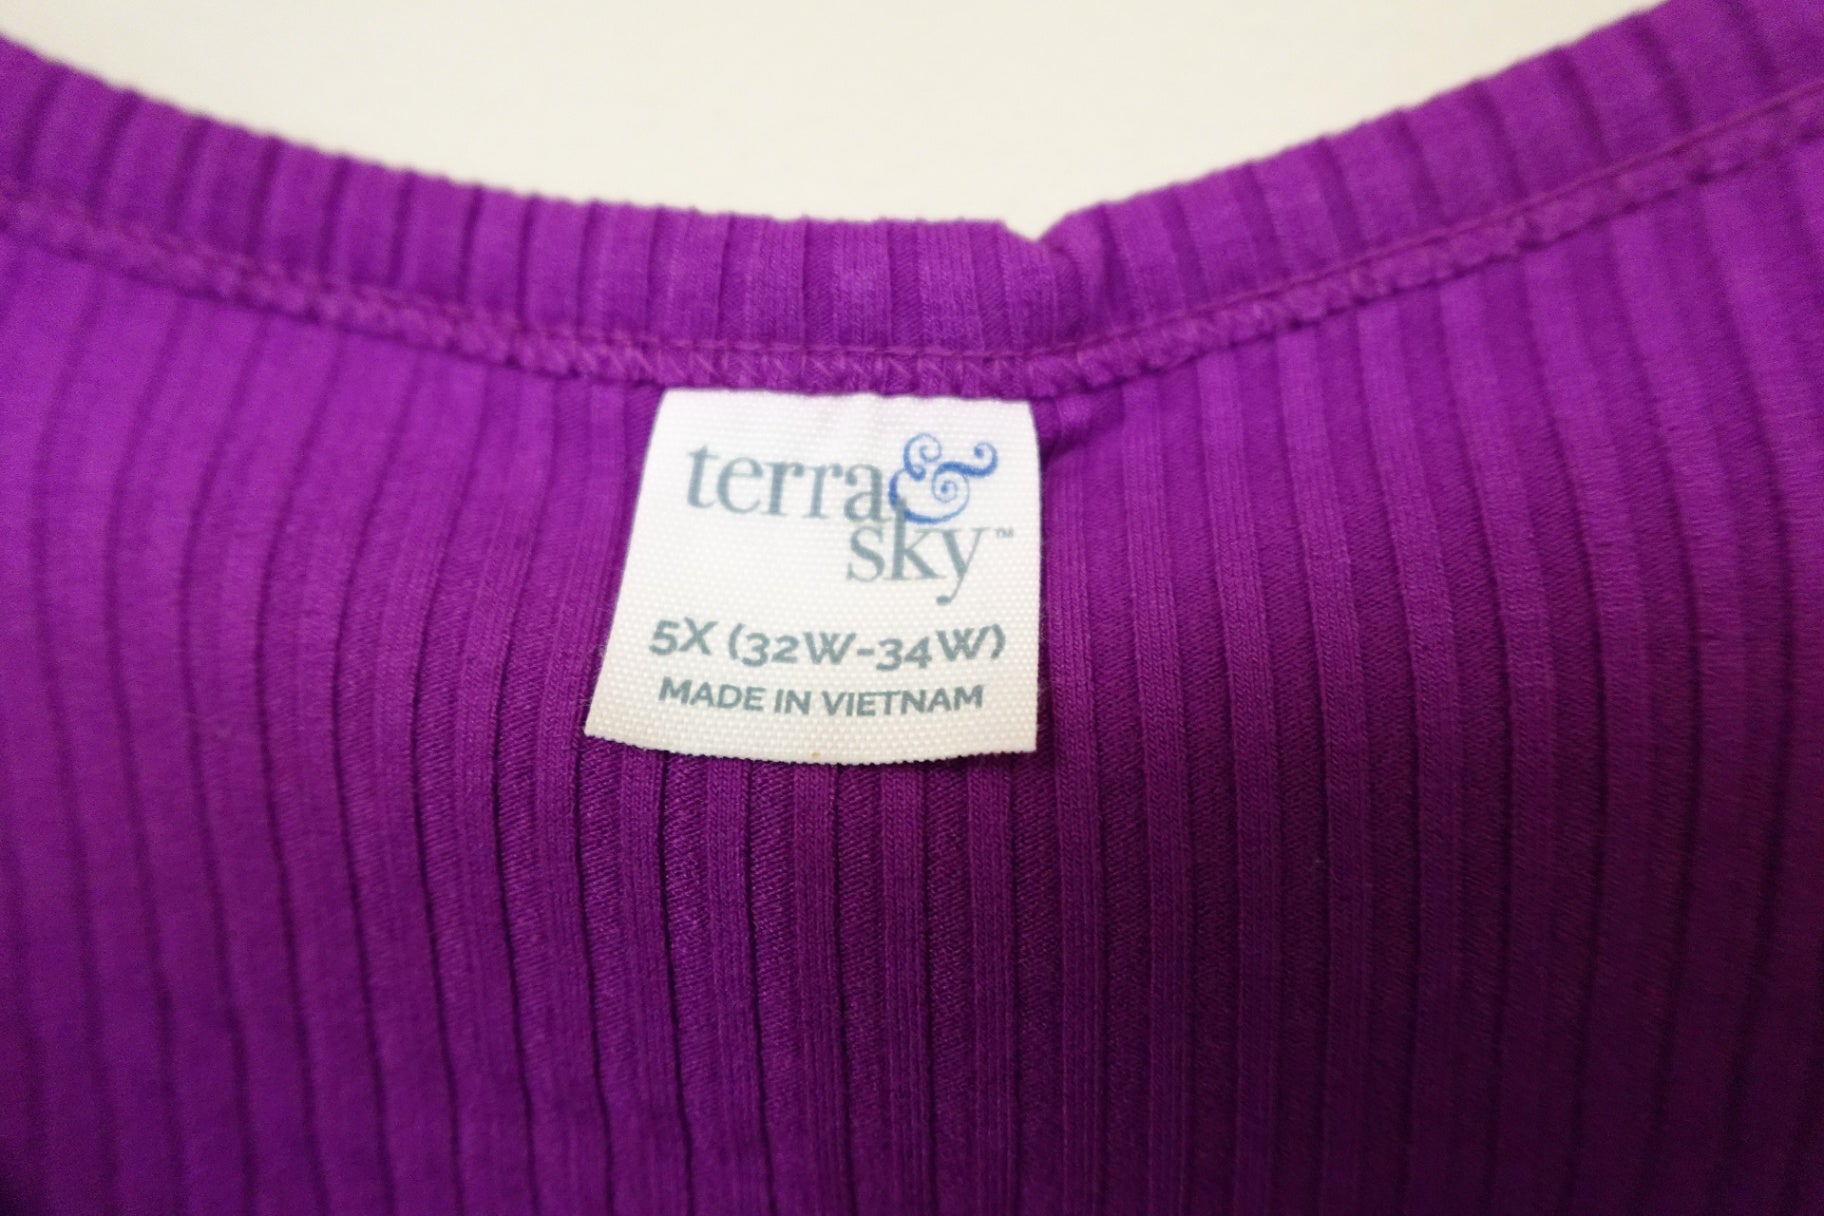 terra &
sky™
5X (32W-34W)
MADE IN VIETNAM